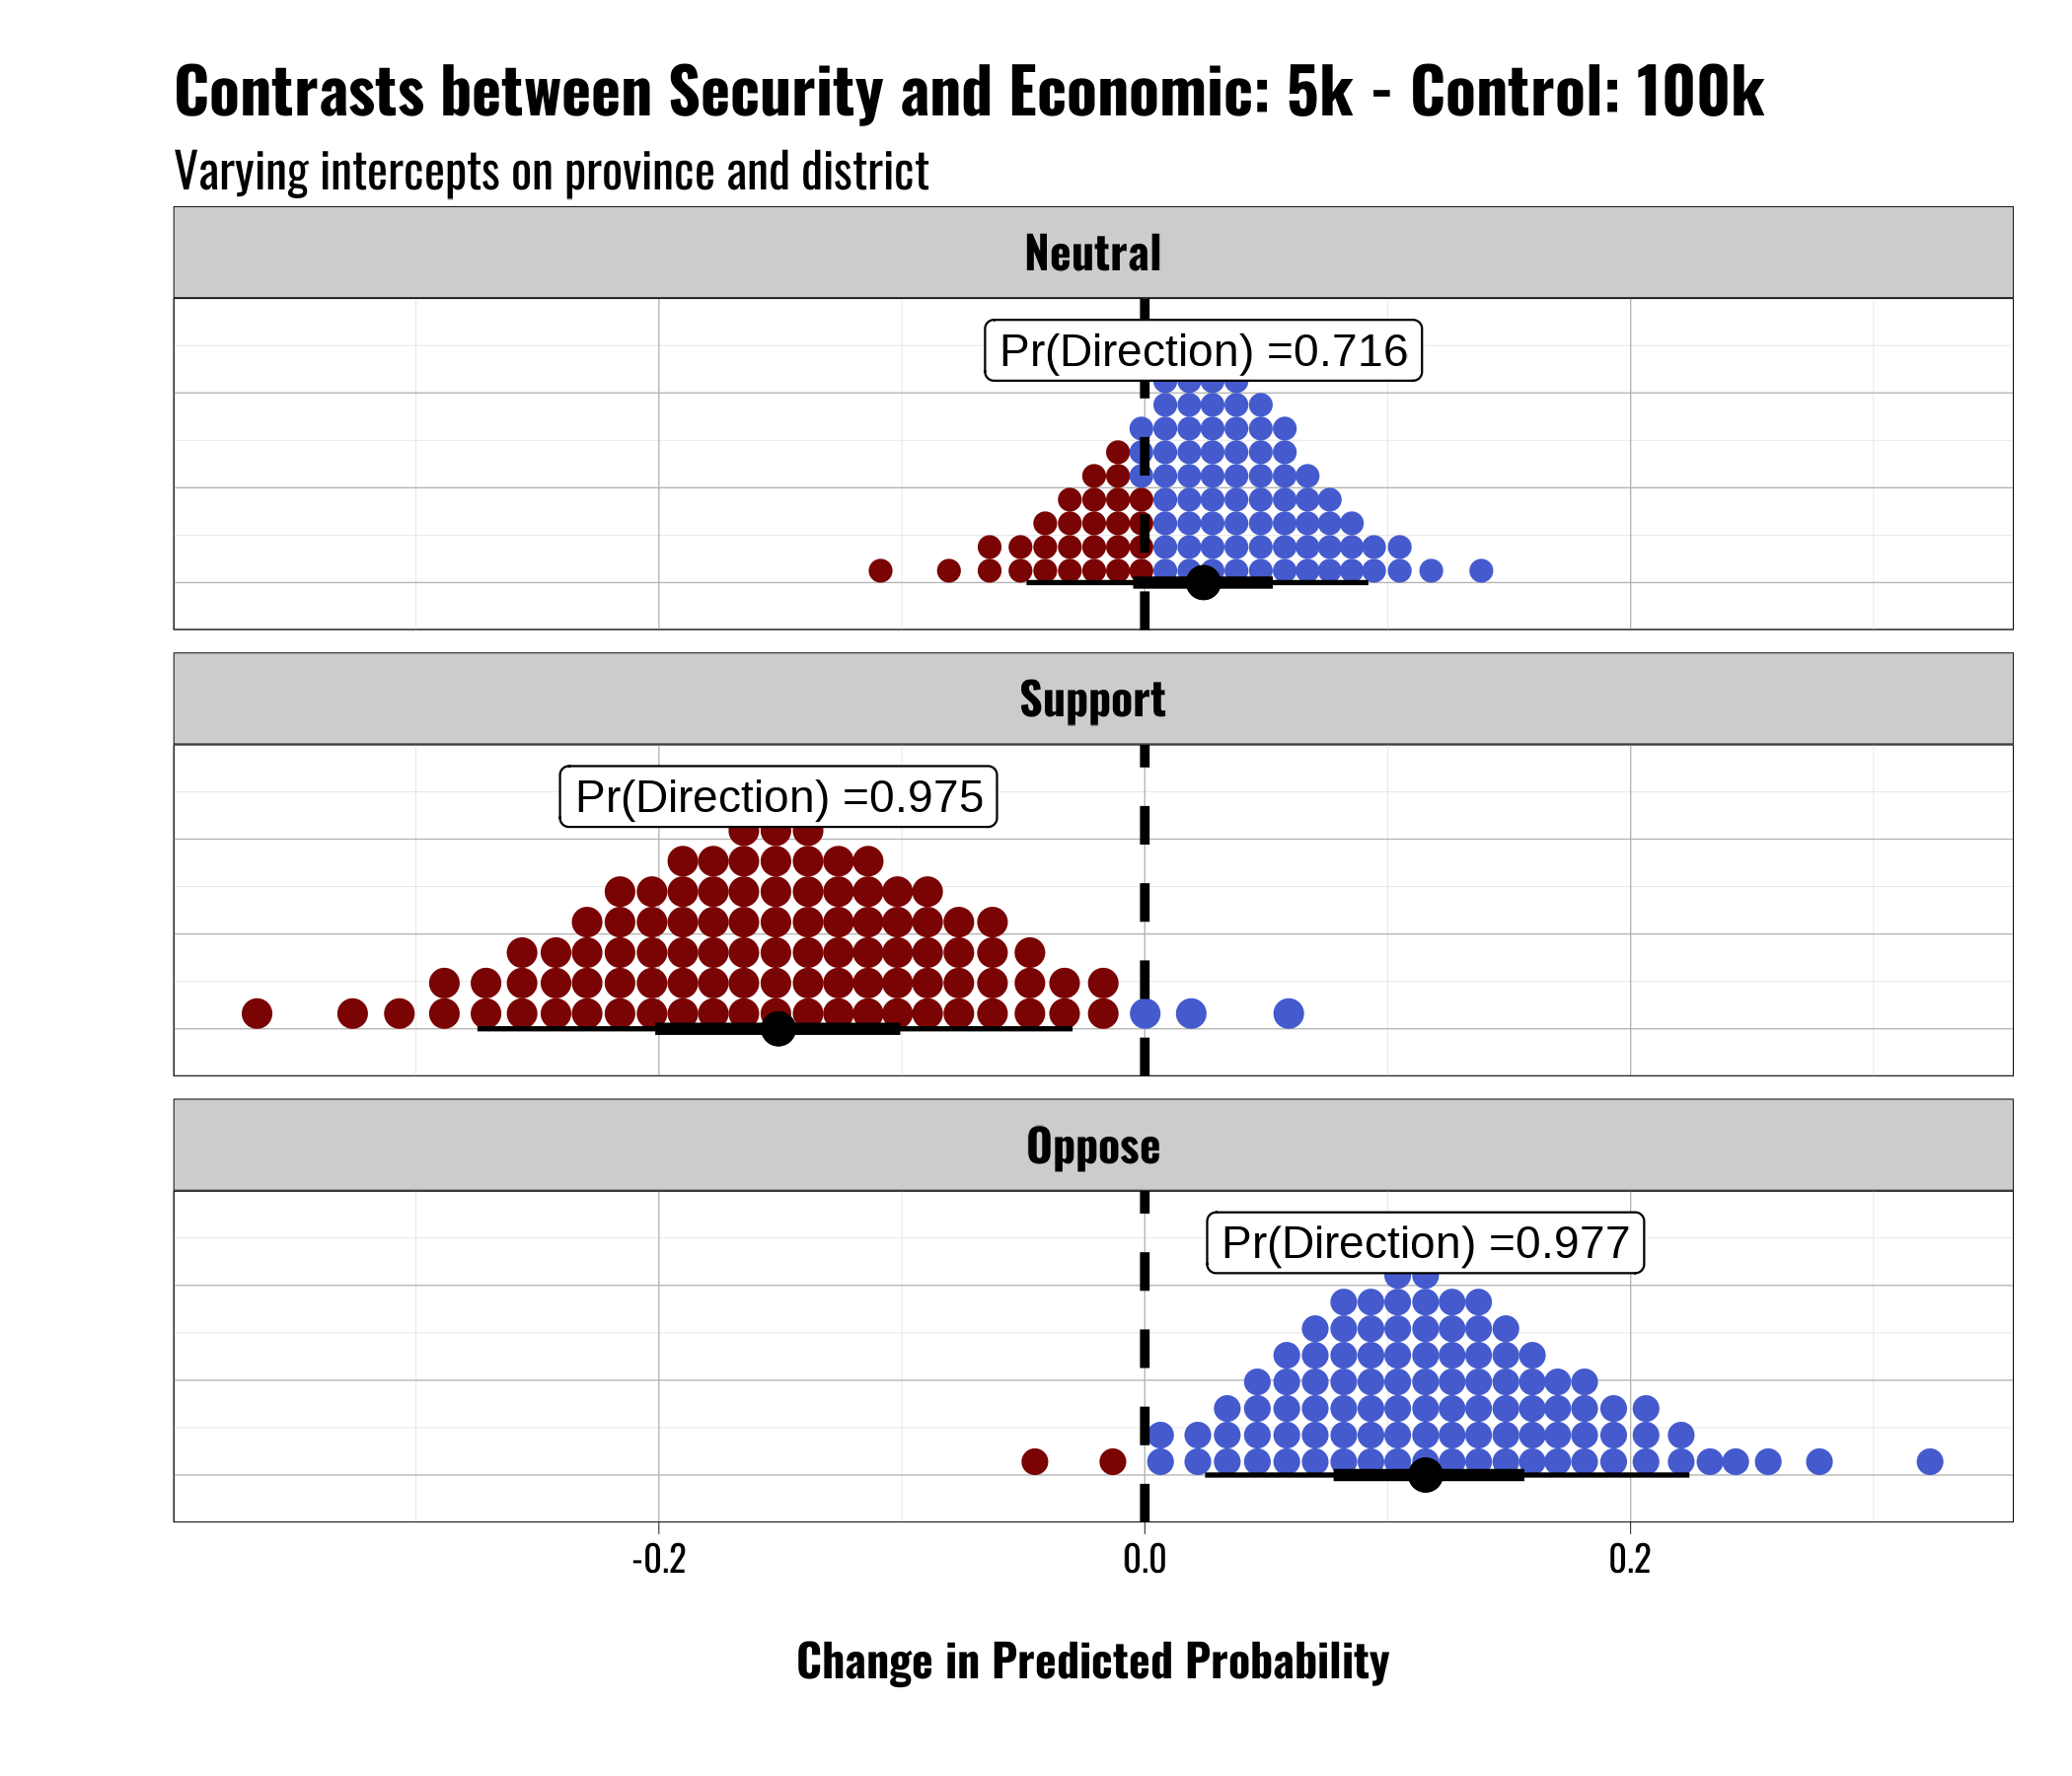 Contrasts between Security and Economic: 5k - Control: 100k
Varying intercepts on province and district
Neutral
Pr(Direction) =0.716
Support
Pr(Direction) =0.975
Oppose
Pr(Direction) =0.977
-0.2 0.0 0.2
Change in Predicted Probability